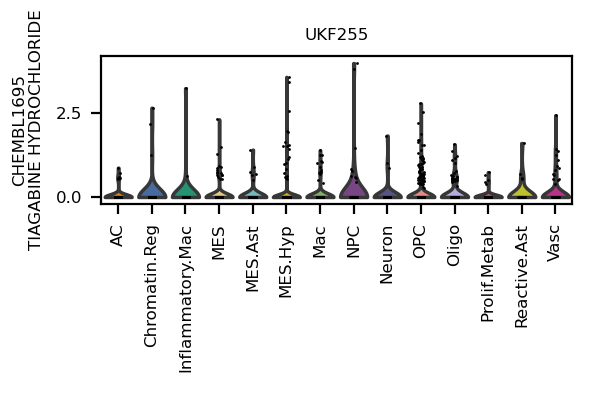 UKF255
CHEMBL1695
TIAGABINE HYDROCHLORIDE
2.5
0.0
AC
Chromatin.Reg
Inflammatory.Mac
MES
MES.Ast
MES.Hyp
Mac
NPC
Neuron
OPC
Oligo
Prolif.Metab
Reactive.Ast
Vasc